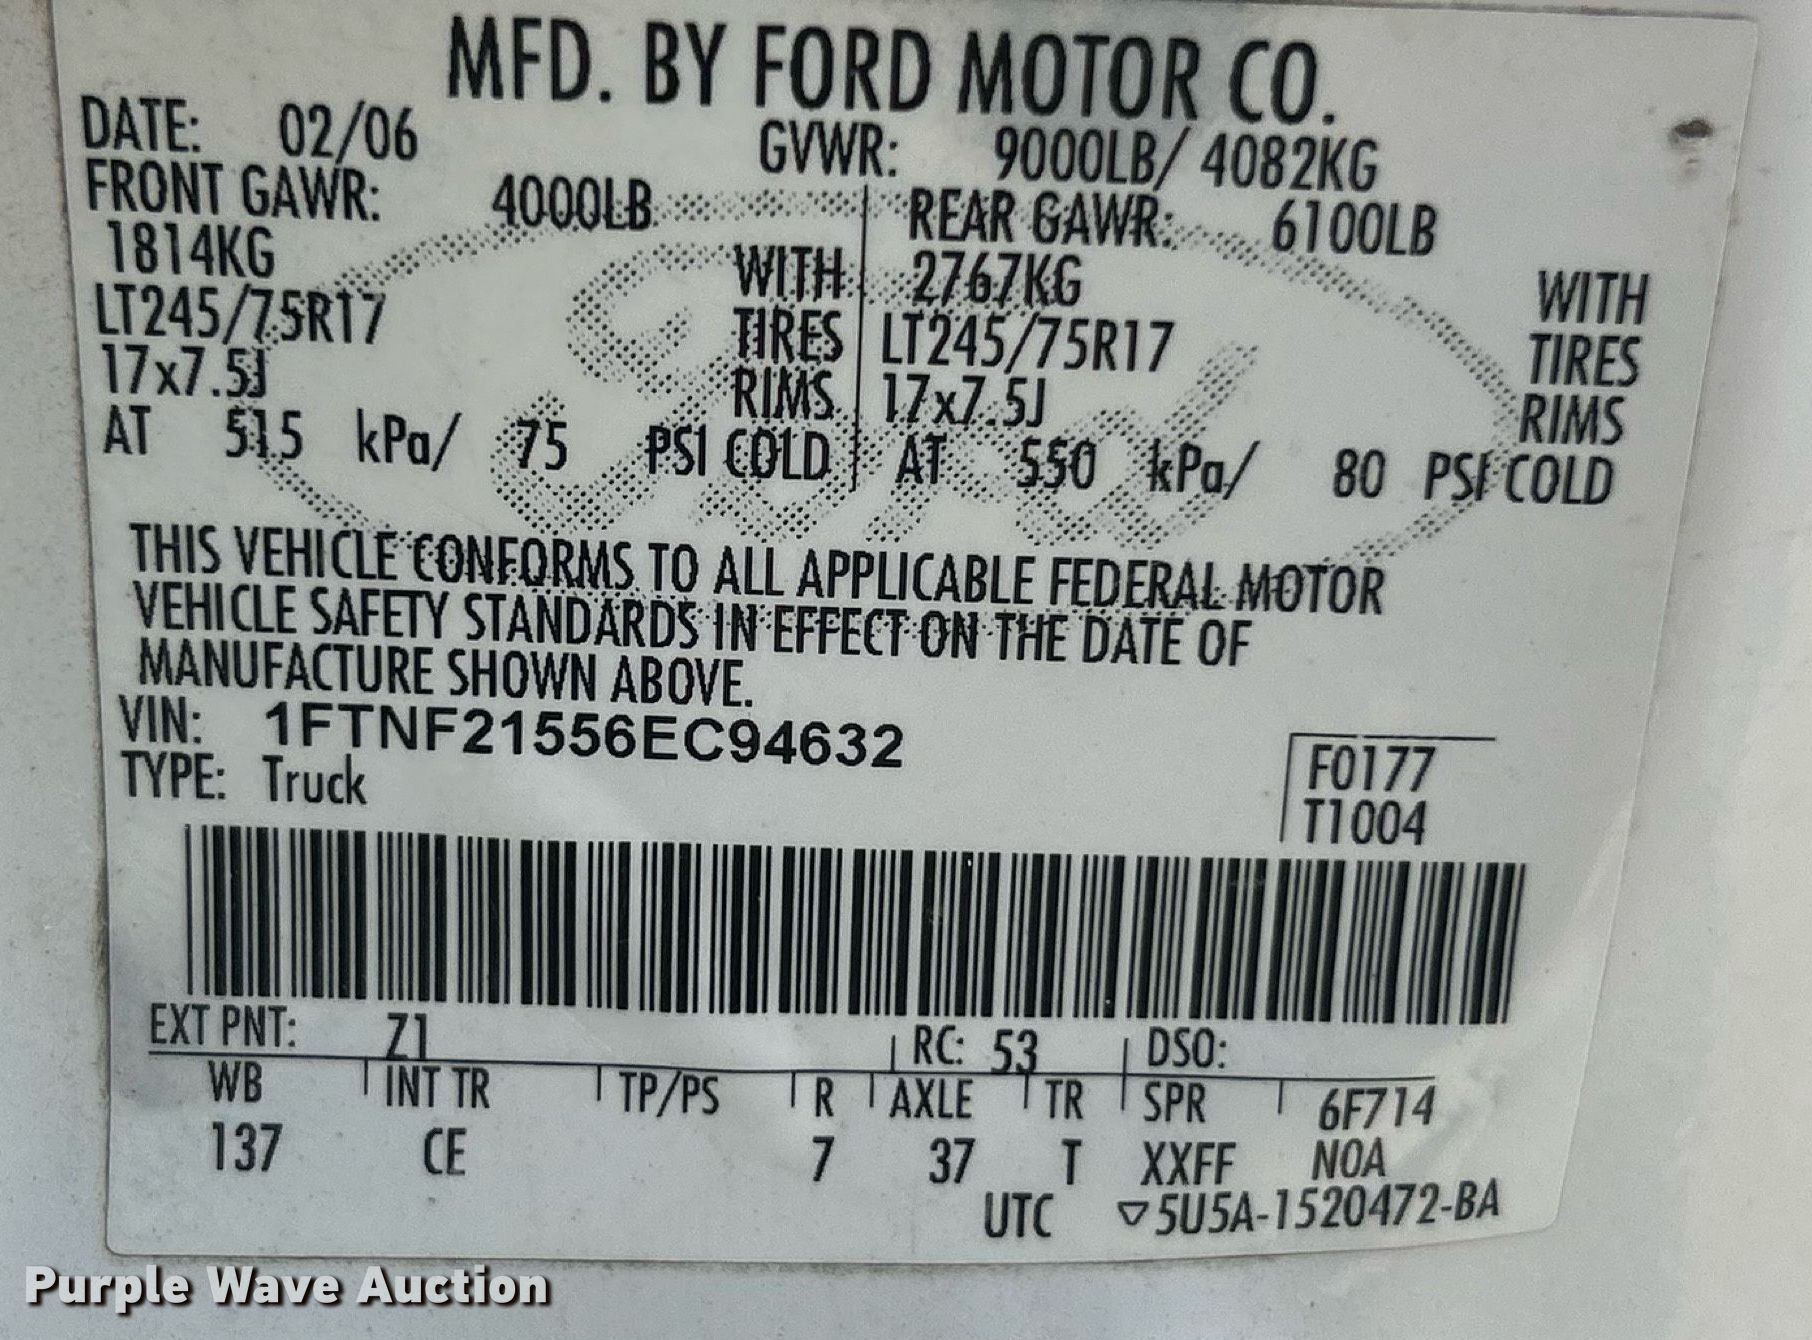 MFD. BY FORD MOTOR CO.
DATE: 02/06 GVWR: 9000LB/ 4082KG
FRONT GAWR: 4000LB REAR GAWR: 6100LB
1814KG WITH 2767KG WITH
LT245/75R17 TIRES LT245/75R17 TIRES
17x7.5J RIMS 17x7.5J RIMS
AT 515 kPa/ 75 PSI COLD AT 550 kPa/ 80 PSI COLD
THIS VEHICLE CONFORMS TO ALL APPLICABLE FEDERAL MOTOR
VEHICLE SAFETY STANDARDS IN EFFECT ON THE DATE OF
MANUFACTURE SHOWN ABOVE.
VIN: 1FTNF21556EC94632
TYPE: Truck
F0177
T1004
EXT PNT: Z1 RC: 53 DSO:
WB INT TR TP/PS R AXLE TR SPR 6F714
137 CE 7 37 T XXFF NOA
UTC ▽5U5A-1520472-BA
Ford
Purple Wave Auction